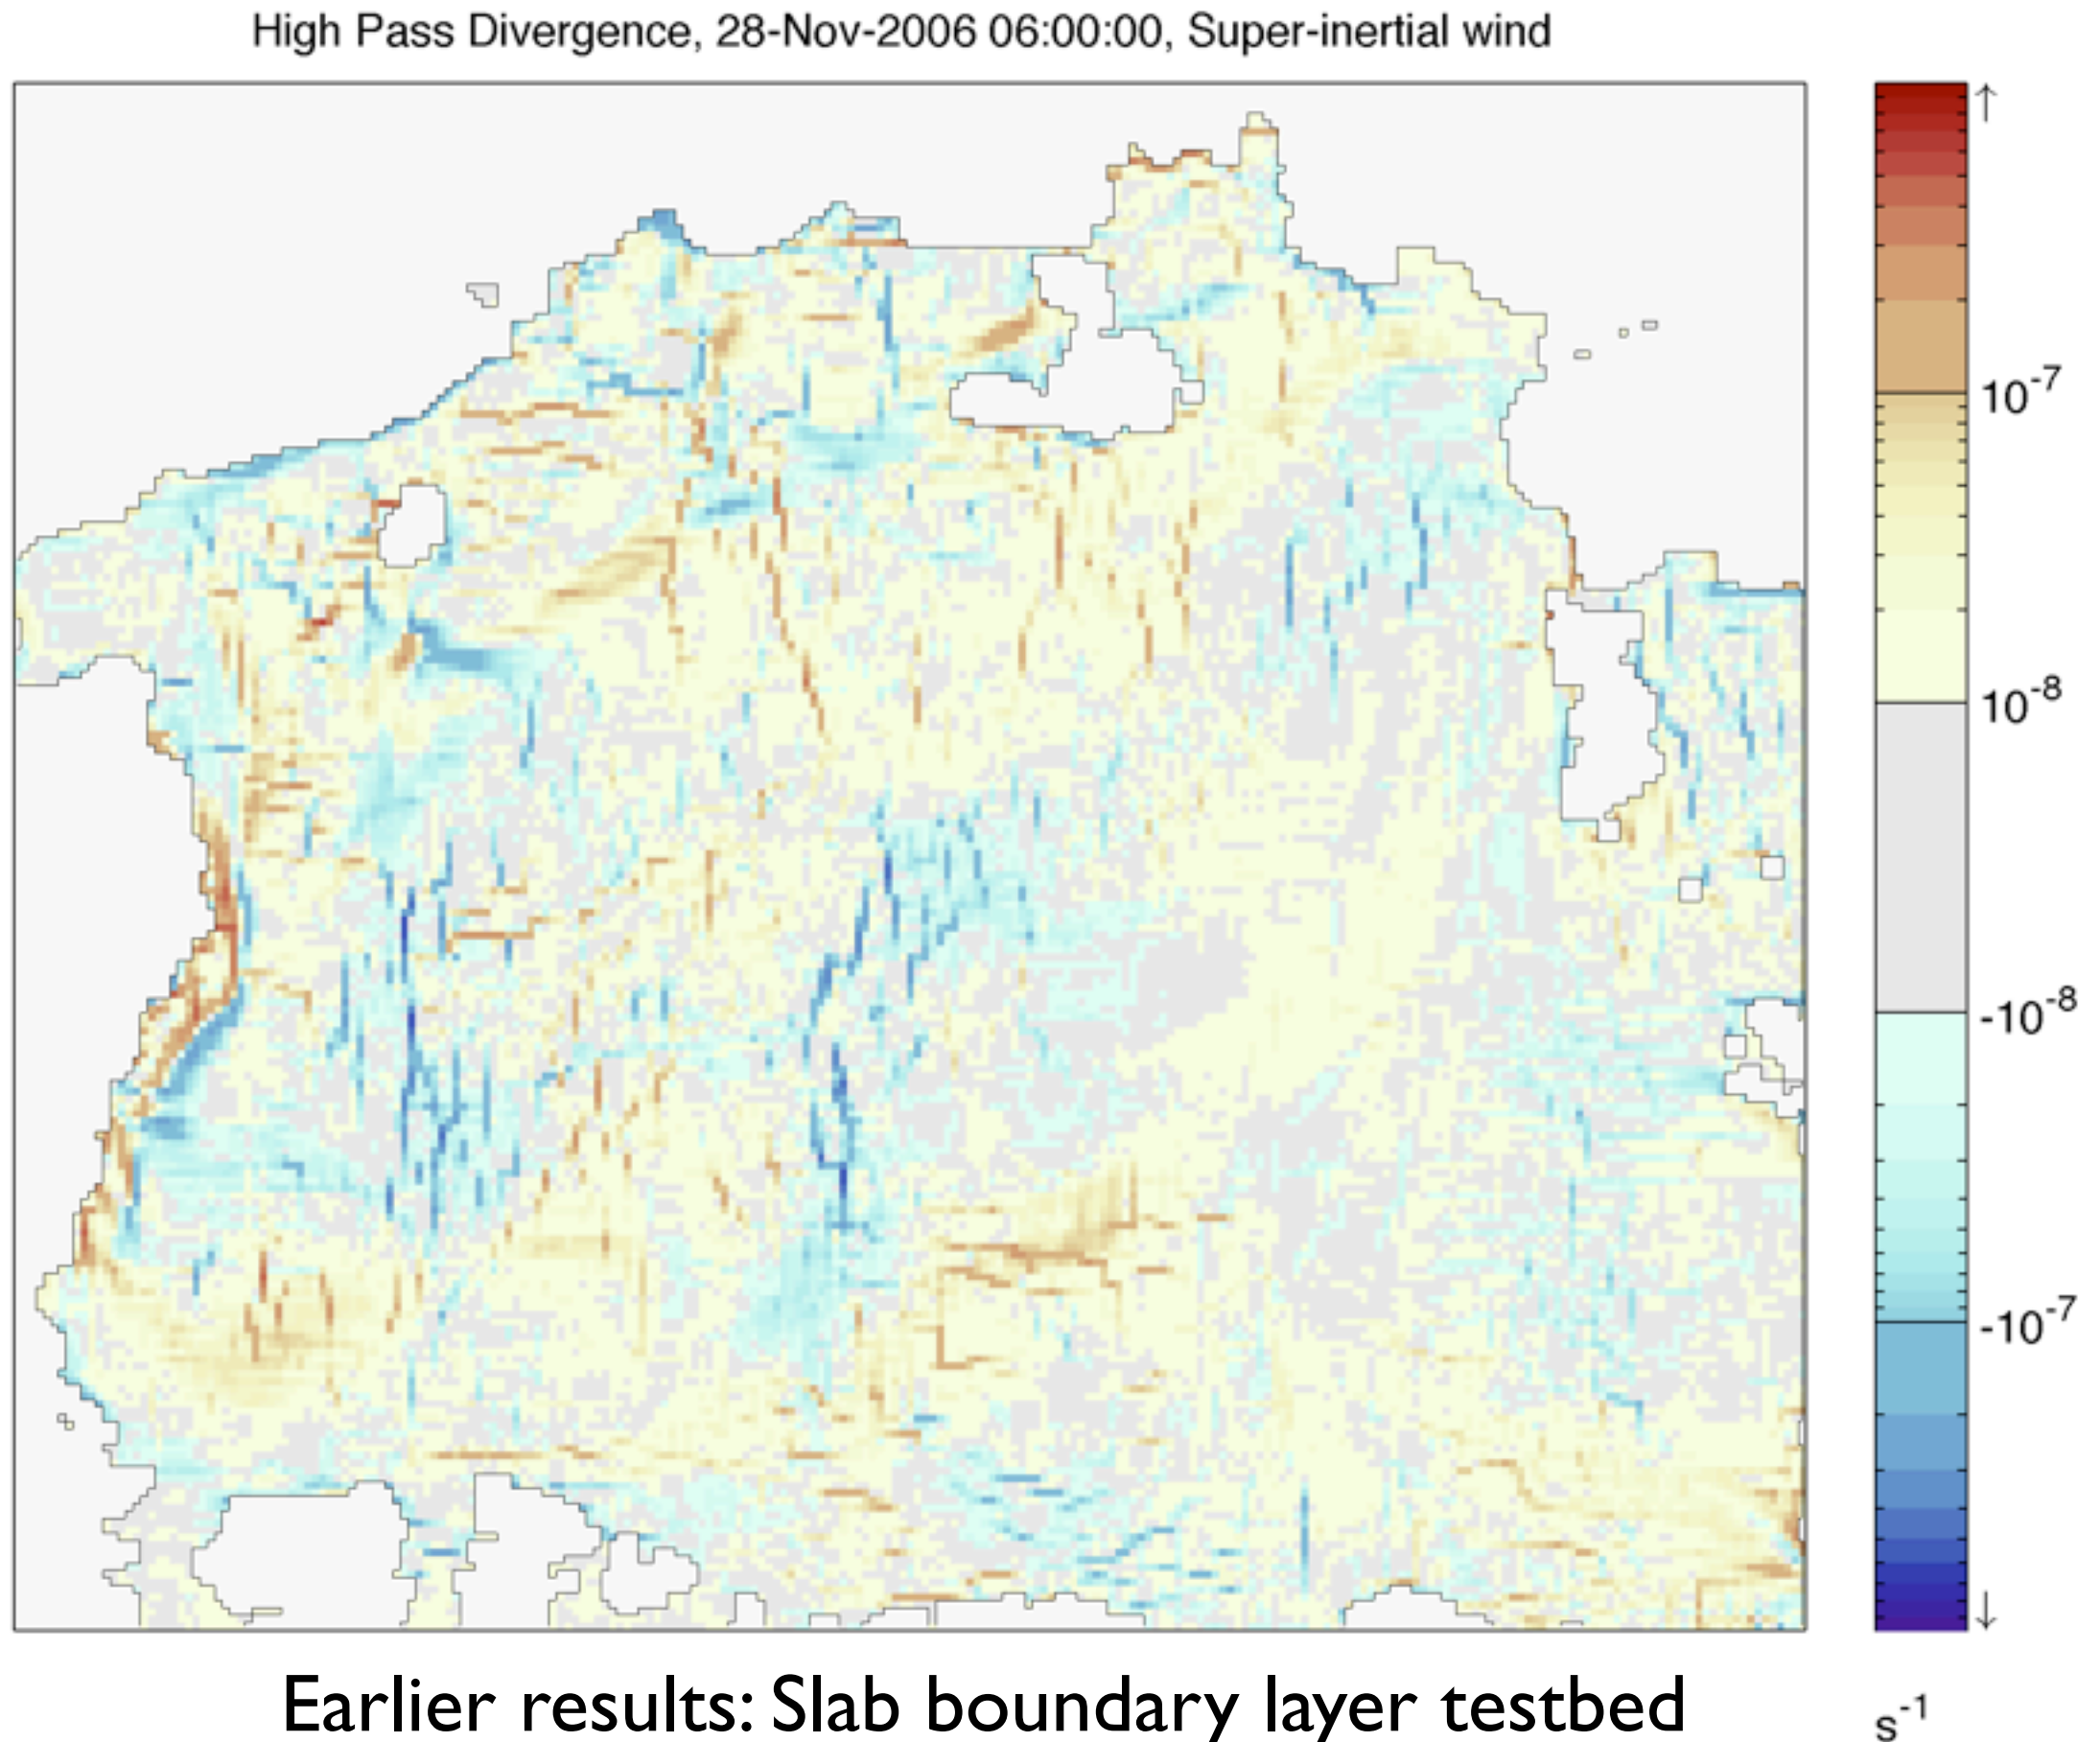 High Pass Divergence, 28-Nov-2006 06:00:00, Super-inertial wind
↑
10⁻⁷
10⁻⁸
-10⁻⁸
-10⁻⁷
↓
Earlier results: Slab boundary layer testbed
s⁻¹